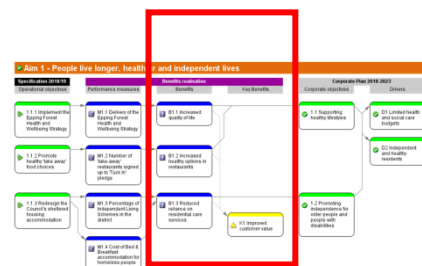 Aim 1 - People live longer, healthier and independent lives
Specification 2018/19
Benefits realisation
Corporate Plan 2018-2023
Operational objectives
Performance measures
Benefits
Key Benefits
Corporate objectives
Drivers
1.1.1 Implement the
Epping Forest
Health and
Wellbeing Strategy
M1.1 Delivery of the
Epping Forest
Health and
Wellbeing Strategy
B1.1 Increased
quality of life
1.1 Supporting
healthy lifestyles
D1 Limited health
and social care
budgets
1.1.2 Promote
healthy 'take away'
food choices
M1.2 Number of
'take-away'
restaurants signed
up to 'Tuck In'
pledge
B1.2 Increased
healthy options in
restaurants
D2 Independent
and healthy
residents
1.1.3 Redesign the
Council's sheltered
housing
accommodation
M1.3 Percentage of
Independent Living
Schemes in the
district
B1.3 Reduced
reliance on
residential care
services
K1 Improved
customer value
1.2 Promoting
independence for
older people and
people with
disabilities
M1.4 Cost of Bed &
Breakfast
accommodation for
homeless people